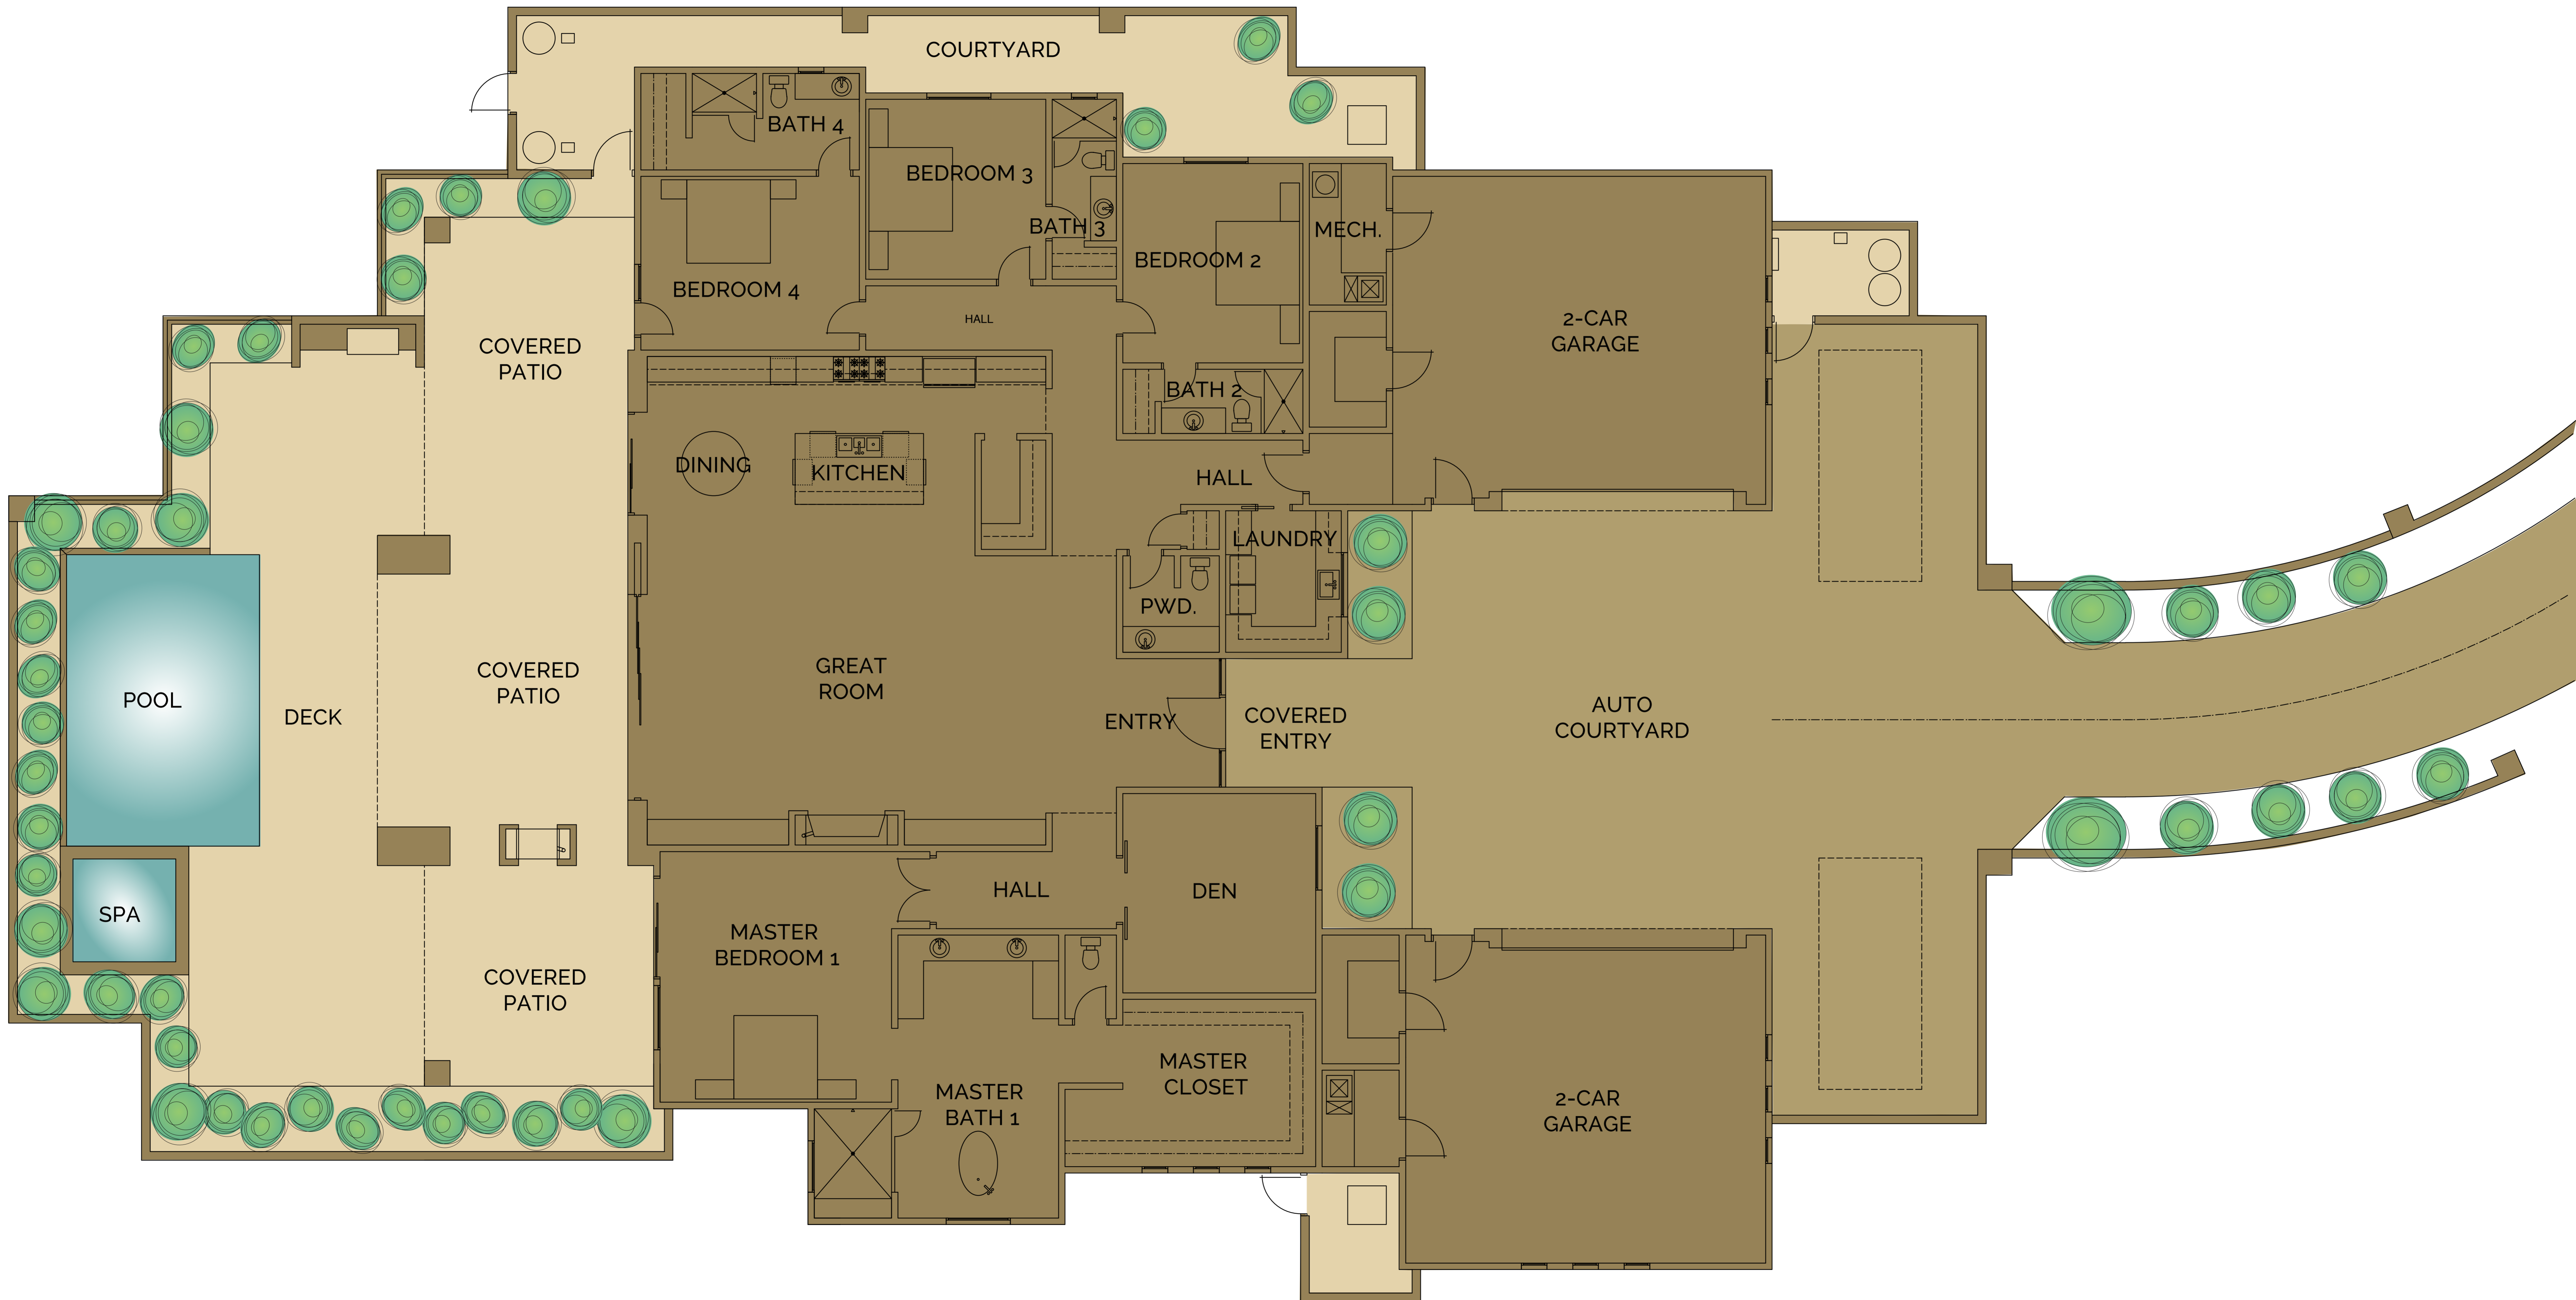 COURTYARD
BATH 4
BEDROOM 3
BATH 3
MECH.
BEDROOM 2
BEDROOM 4
HALL
2-CAR
GARAGE
COVERED
PATIO
BATH 2
DINING
KITCHEN
HALL
LAUNDRY
PWD.
GREAT
ROOM
COVERED
PATIO
POOL
DECK
ENTRY
COVERED
ENTRY
AUTO
COURTYARD
HALL
DEN
SPA
MASTER
BEDROOM 1
COVERED
PATIO
MASTER
CLOSET
MASTER
BATH 1
2-CAR
GARAGE